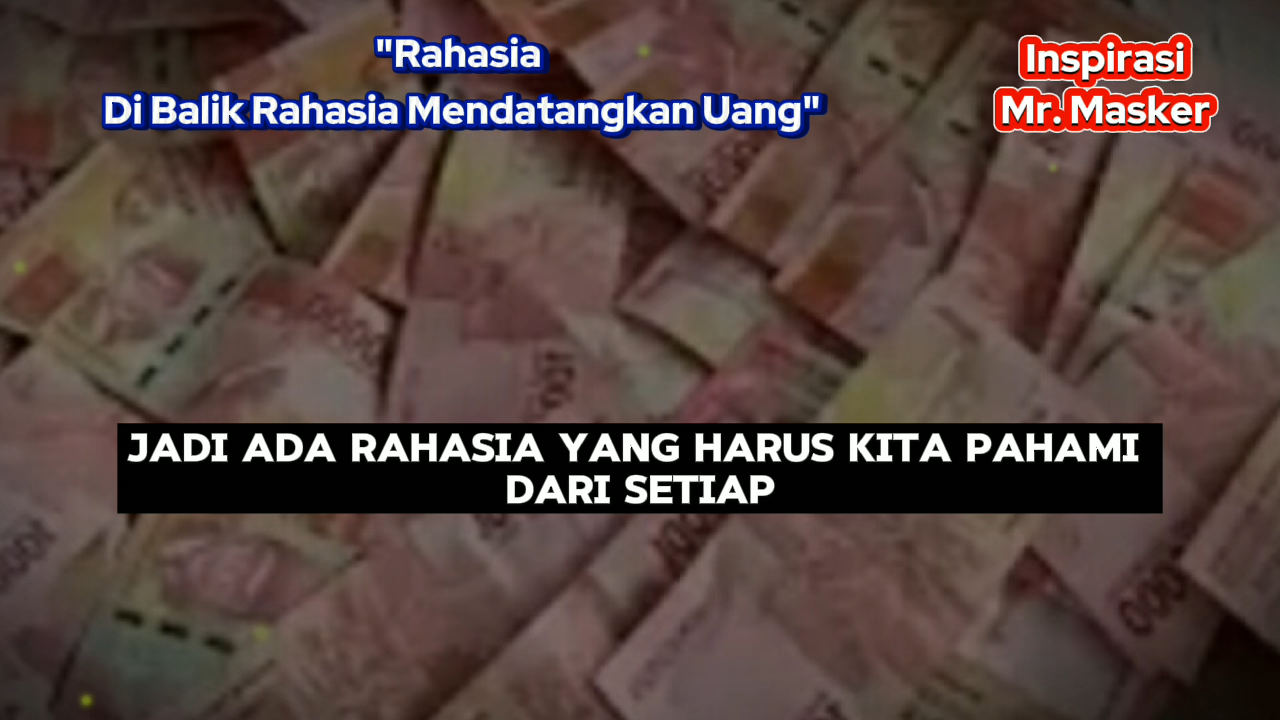 "Rahasia
Di Balik Rahasia Mendatangkan Uang"
Inspirasi
Mr. Masker
JADI ADA RAHASIA YANG HARUS KITA PAHAMI
DARI SETIAP